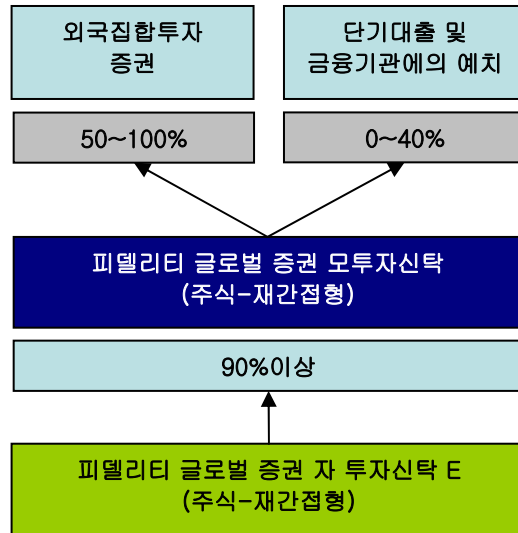 외국집합투자
증권
단기대출 및
금융기관에의 예치
50~100%
0~40%
피델리티 글로벌 증권 모투자신탁
(주식-재간접형)
90%이상
피델리티 글로벌 증권 자 투자신탁 E
(주식-재간접형)